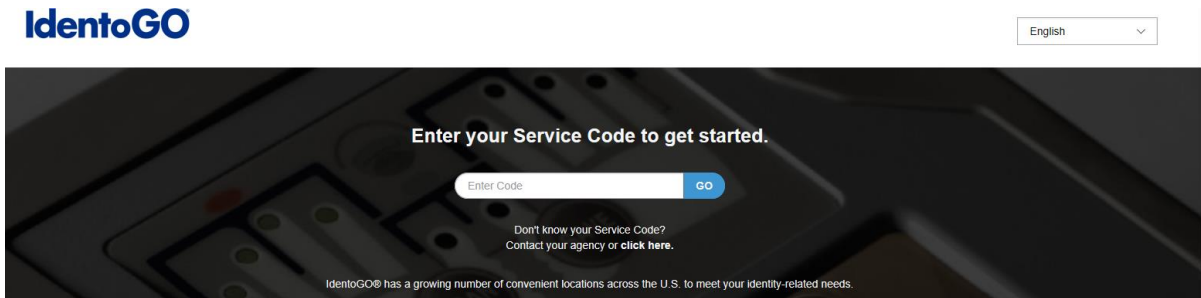 IdentoGO®
English
Enter your Service Code to get started.
Enter Code
GO
Don't know your Service Code?
Contact your agency or click here.
IdentoGO® has a growing number of convenient locations across the U.S. to meet your identity-related needs.